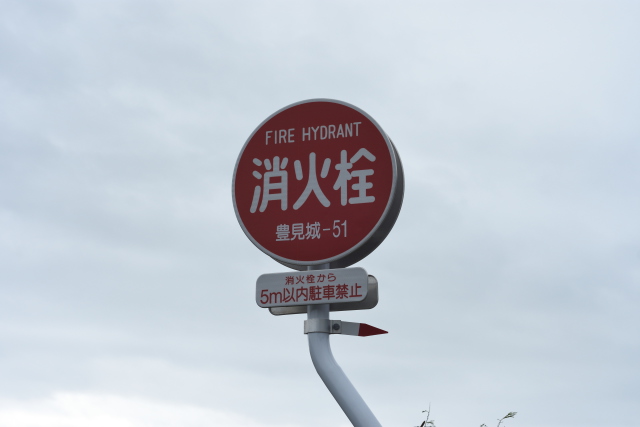 FIRE HYDRANT
消火栓
豊見城-51
消火栓から
5m以内駐車禁止